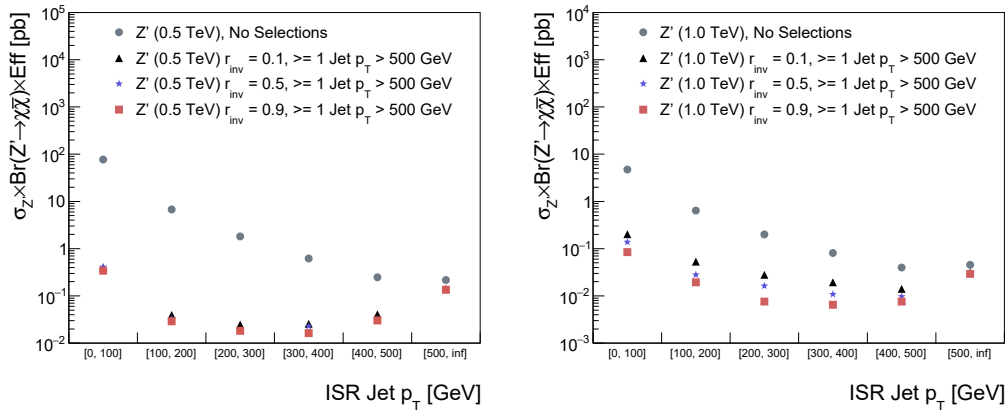 σ_Z'×Br(Z'→χχ̄)×Eff [pb]
10^5
10^4
10^3
10^2
10
1
10^−1
10^−2
Z' (0.5 TeV), No Selections
Z' (0.5 TeV) r_inv = 0.1, >= 1 Jet p_T > 500 GeV
Z' (0.5 TeV) r_inv = 0.5, >= 1 Jet p_T > 500 GeV
Z' (0.5 TeV) r_inv = 0.9, >= 1 Jet p_T > 500 GeV
[0, 100] [100, 200] [200, 300] [300, 400] [400, 500] [500, inf]
ISR Jet p_T [GeV]
σ_Z'×Br(Z'→χχ̄)×Eff [pb]
10^4
10^3
10^2
10
1
10^−1
10^−2
10^−3
Z' (1.0 TeV), No Selections
Z' (1.0 TeV) r_inv = 0.1, >= 1 Jet p_T > 500 GeV
Z' (1.0 TeV) r_inv = 0.5, >= 1 Jet p_T > 500 GeV
Z' (1.0 TeV) r_inv = 0.9, >= 1 Jet p_T > 500 GeV
[0, 100] [100, 200] [200, 300] [300, 400] [400, 500] [500, inf]
ISR Jet p_T [GeV]